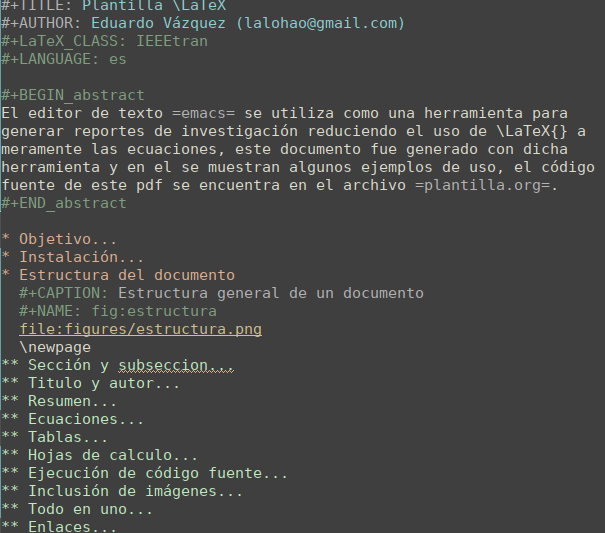 #+TITLE: Plantilla \LaTeX
#+AUTHOR: Eduardo Vázquez (lalohao@gmail.com)
#+LaTeX_CLASS: IEEEtran
#+LANGUAGE: es
#+BEGIN_abstract
El editor de texto =emacs= se utiliza como una herramienta para
generar reportes de investigación reduciendo el uso de \LaTeX{} a
meramente las ecuaciones, este documento fue generado con dicha
herramienta y en el se muestran algunos ejemplos de uso, el código
fuente de este pdf se encuentra en el archivo =plantilla.org=.
#+END_abstract
* Objetivo...
* Instalación...
* Estructura del documento
#+CAPTION: Estructura general de un documento
#+NAME: fig:estructura
file:figures/estructura.png
\newpage
** Sección y subseccion...
** Titulo y autor...
** Resumen...
** Ecuaciones...
** Tablas...
** Hojas de calculo...
** Ejecución de código fuente...
** Inclusión de imágenes...
** Todo en uno...
** Enlaces...